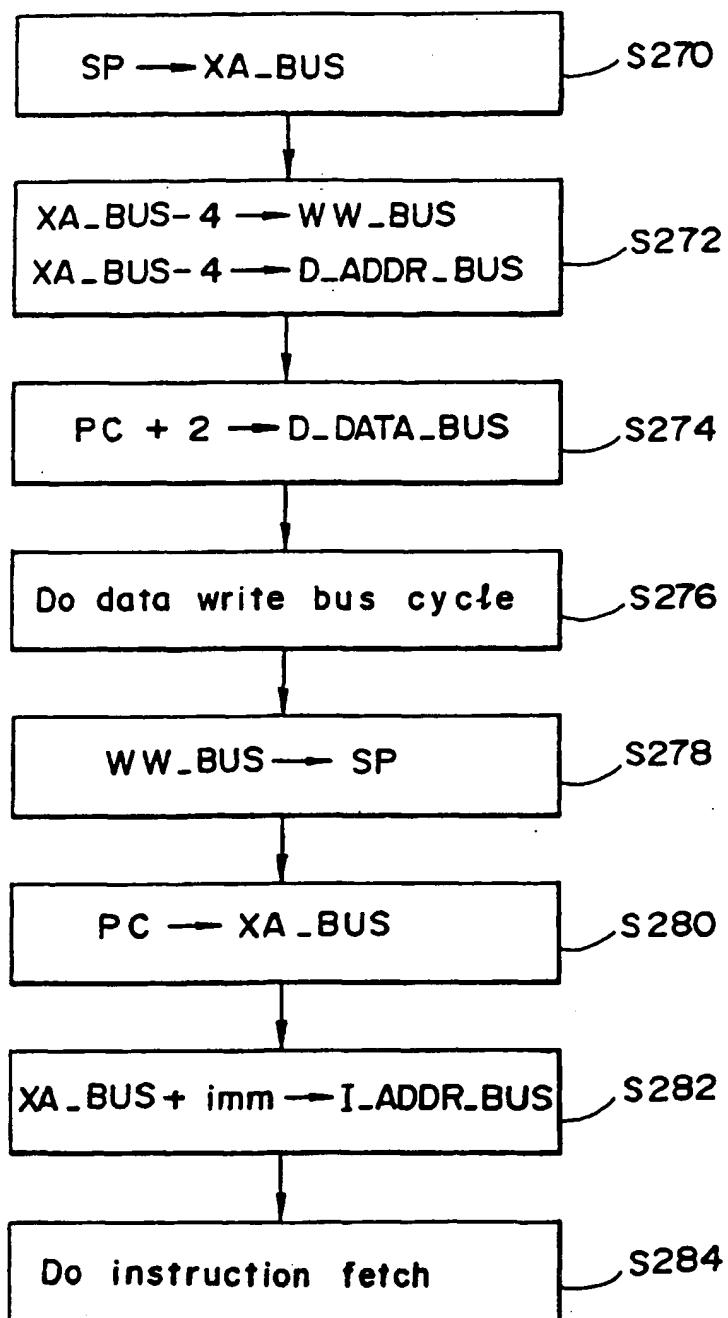 SP → XA_BUS
S270
XA_BUS-4 → WW_BUS
XA_BUS-4 → D_ADDR_BUS
S272
PC + 2 → D_DATA_BUS
S274
Do data write bus cycle
S276
WW_BUS → SP
S278
PC → XA_BUS
S280
XA_BUS + imm → I_ADDR_BUS
S282
Do instruction fetch
S284